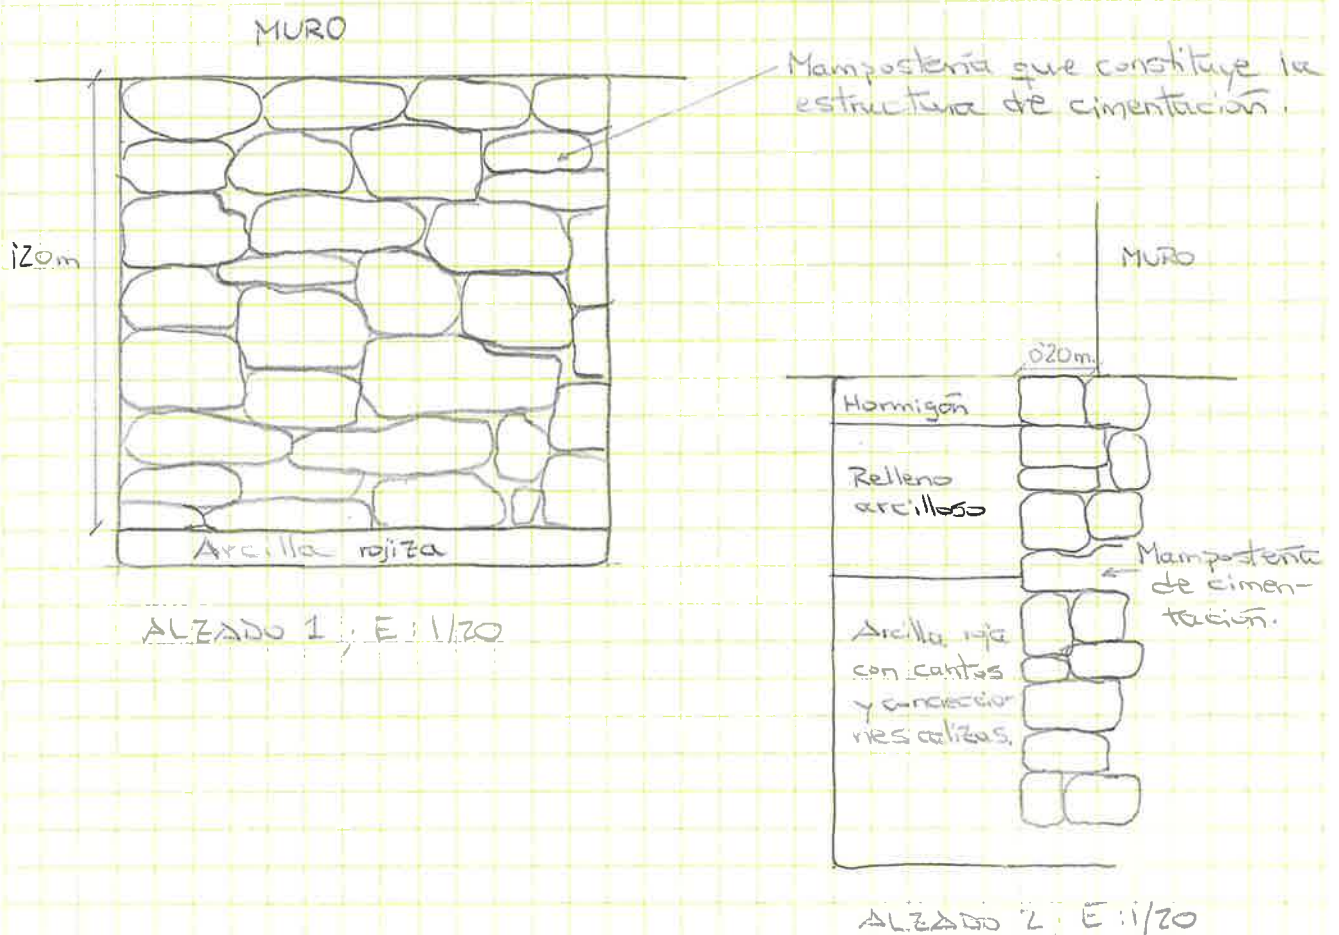 MURO
Mampostería que constituye la
estructura de cimentación.
1'20m
Arcilla rojiza
ALZADO 1 ; E: 1/20
MURO
0'20m.
Hormigón
Relleno
arcilloso
Mampostería
de cimen-
tación.
Arcilla roja
con cantos
y concreccio-
nes calizas.
ALZADO 2 E: 1/20